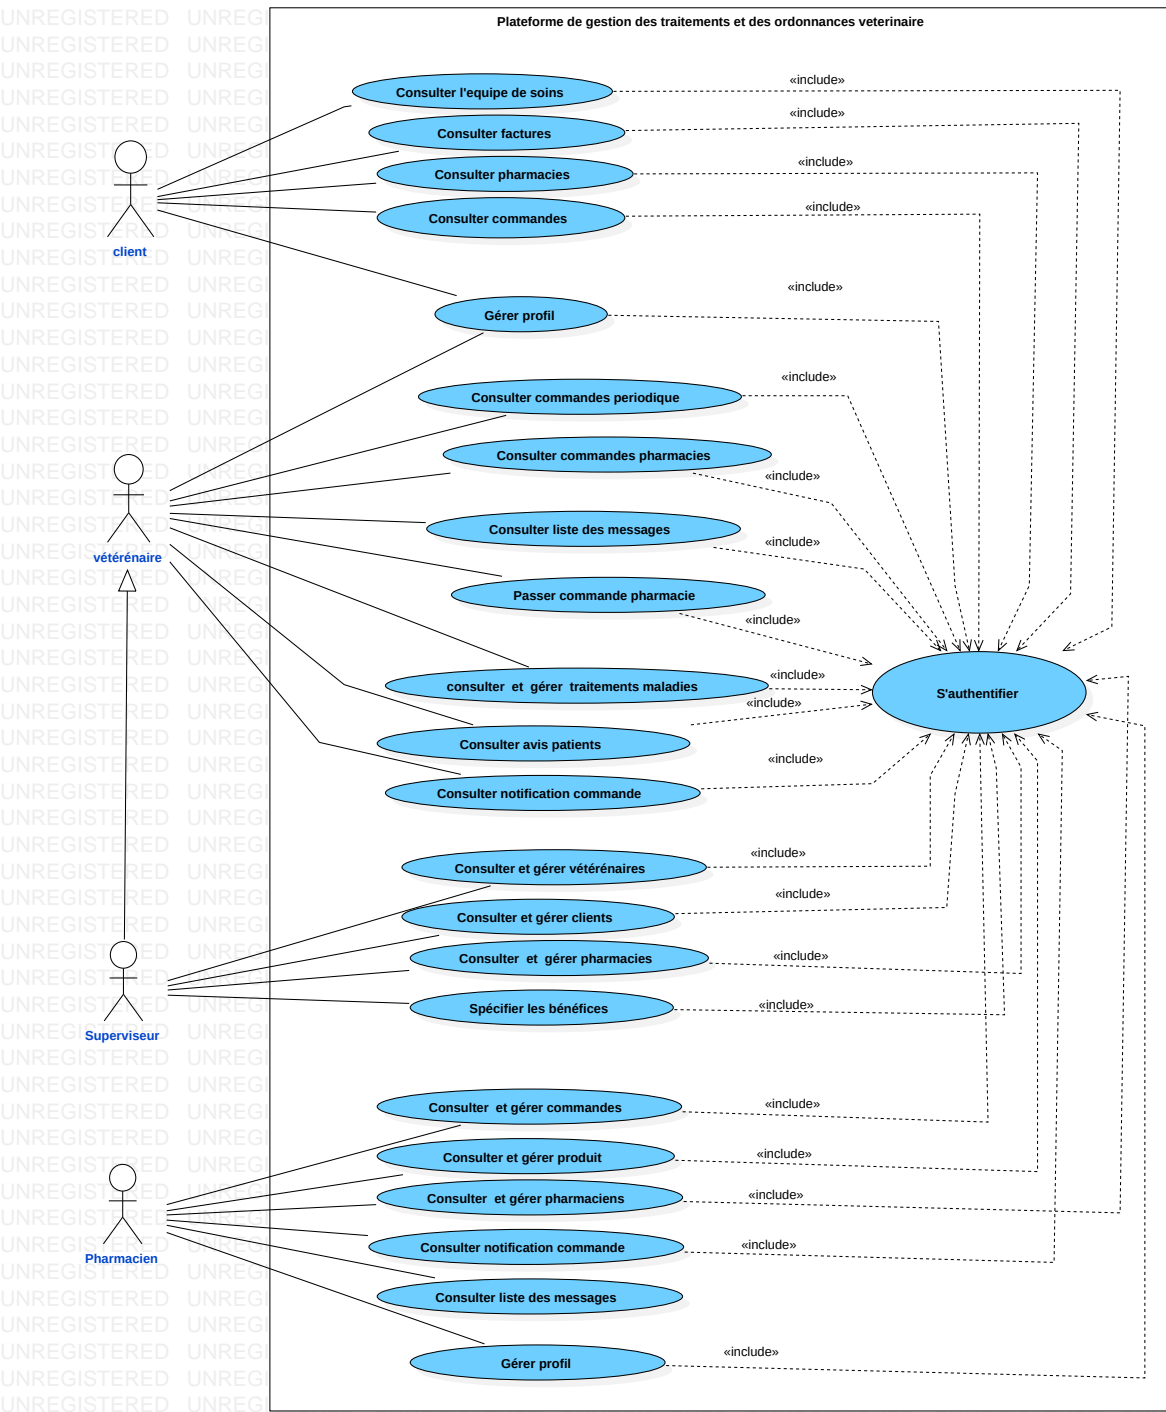 Plateforme de gestion des traitements et des ordonnances veterinaire
Consulter l'equipe de soins
«include»
Consulter factures
«include»
Consulter pharmacies
«include»
Consulter commandes
«include»
client
Gérer profil
«include»
Consulter commandes periodique
«include»
Consulter commandes pharmacies
«include»
Consulter liste des messages
«include»
vétérénaire
Passer commande pharmacie
«include»
consulter et gérer traitements maladies
«include»
S'authentifier
Consulter avis patients
«include»
Consulter notification commande
«include»
Consulter et gérer vétérénaires
«include»
Consulter et gérer clients
«include»
Consulter et gérer pharmacies
«include»
Spécifier les bénéfices
«include»
Superviseur
Consulter et gérer commandes
«include»
Consulter et gérer produit
«include»
Consulter et gérer pharmaciens
«include»
Consulter notification commande
«include»
Pharmacien
Consulter liste des messages
Gérer profil
«include»
UNREGISTERED UNREGI